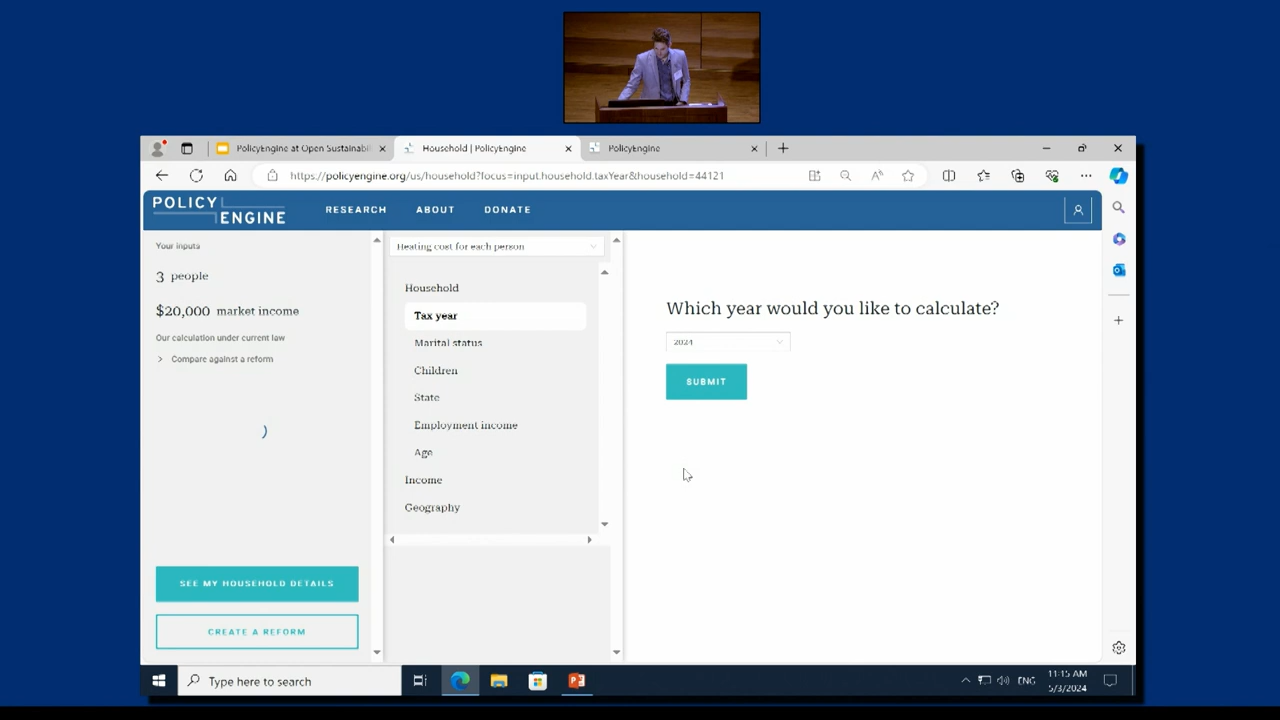 PolicyEngine at Open Sustainabil
Household | PolicyEngine
PolicyEngine
https://policyengine.org/us/household?focus=input.household.taxYear&household=44121
POLICY ENGINE
RESEARCH
ABOUT
DONATE
Your inputs
3 people
$20,000 market income
Our calculation under current law
Compare against a reform
SEE MY HOUSEHOLD DETAILS
CREATE A REFORM
Heating cost for each person
Household
Tax year
Marital status
Children
State
Employment income
Age
Income
Geography
Which year would you like to calculate?
2024
SUBMIT
Type here to search
ENG
11:15 AM
5/3/2024